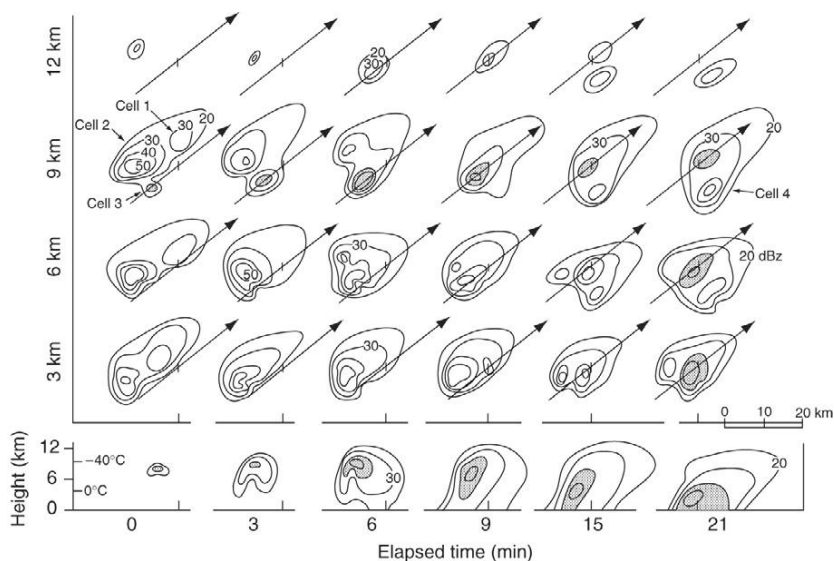 12 km
20
30
Cell 1
Cell 2
20
30
30
40
50
Cell 3
9 km
30
30
20
Cell 4
6 km
50
30
20 dBz
3 km
30
0 10 20 km
Height (km)
12
6
0
−40°C
0°C
30
20
0 3 6 9 15 21
Elapsed time (min)